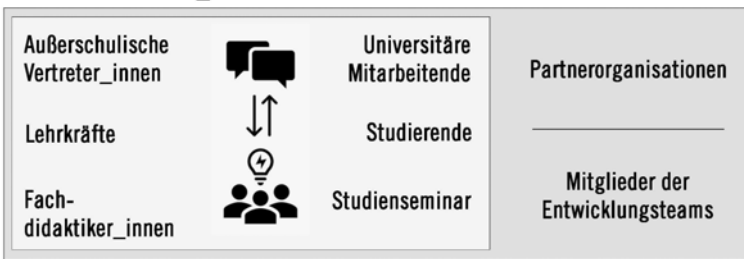 Außerschulische
Vertreter_innen
Universitäre
Mitarbeitende
Lehrkräfte
Studierende
Fach-
didaktiker_innen
Studienseminar
Partnerorganisationen
Mitglieder der
Entwicklungsteams